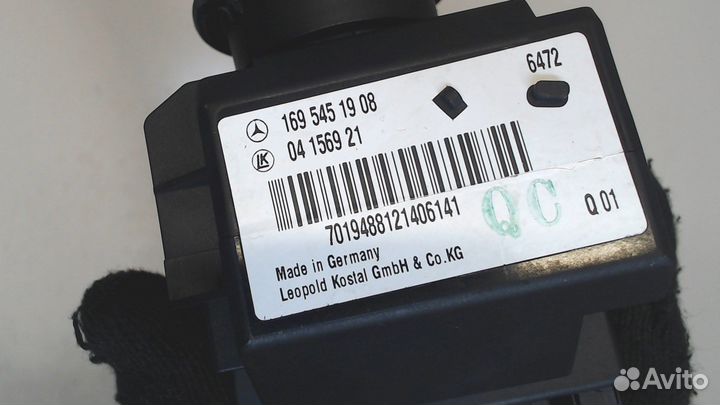 6472
169 545 19 08
LK 04 1569 21
7019488121406141
QC
Q 01
Made in Germany
Leopold Kostal GmbH & Co.KG
Avito